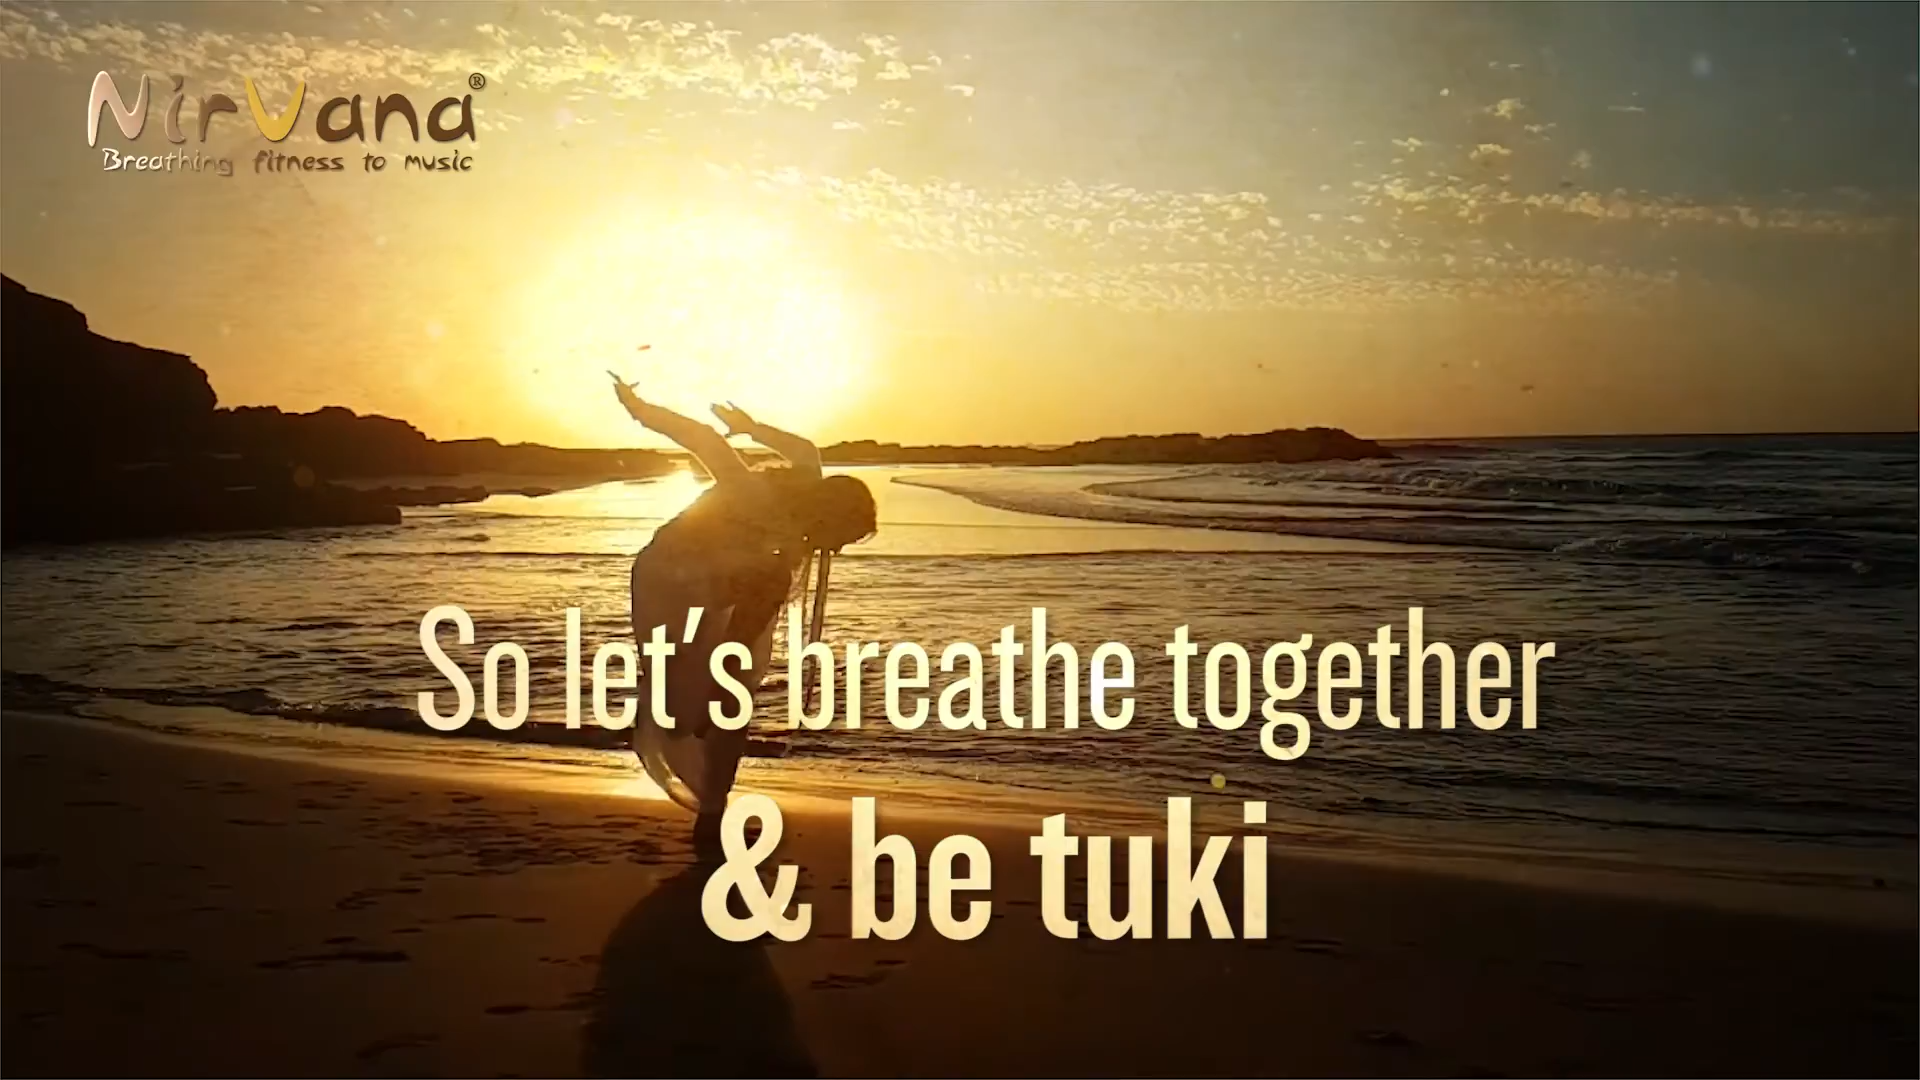 NirVana®
Breathing fitness to music
So let's breathe together
& be tuki